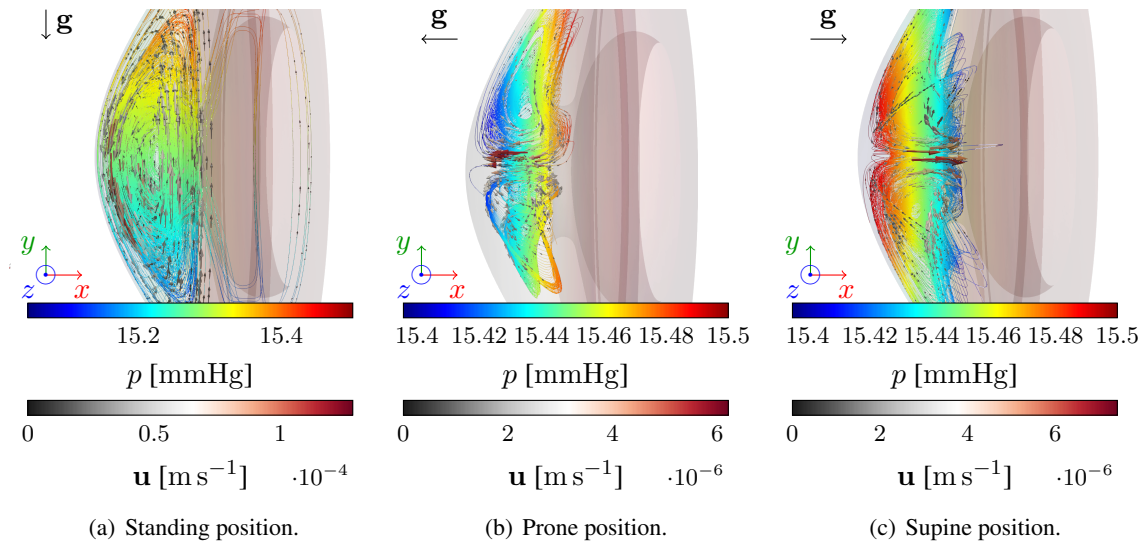 g
g
g
y
z
x
y
z
x
y
z
x
15.2 15.4
15.4 15.42 15.44 15.46 15.48 15.5
15.4 15.42 15.44 15.46 15.48 15.5
p [mmHg]
p [mmHg]
p [mmHg]
0 0.5 1
0 2 4 6
0 2 4 6
u [m s⁻¹] ·10⁻⁴
u [m s⁻¹] ·10⁻⁶
u [m s⁻¹] ·10⁻⁶
(a) Standing position.
(b) Prone position.
(c) Supine position.